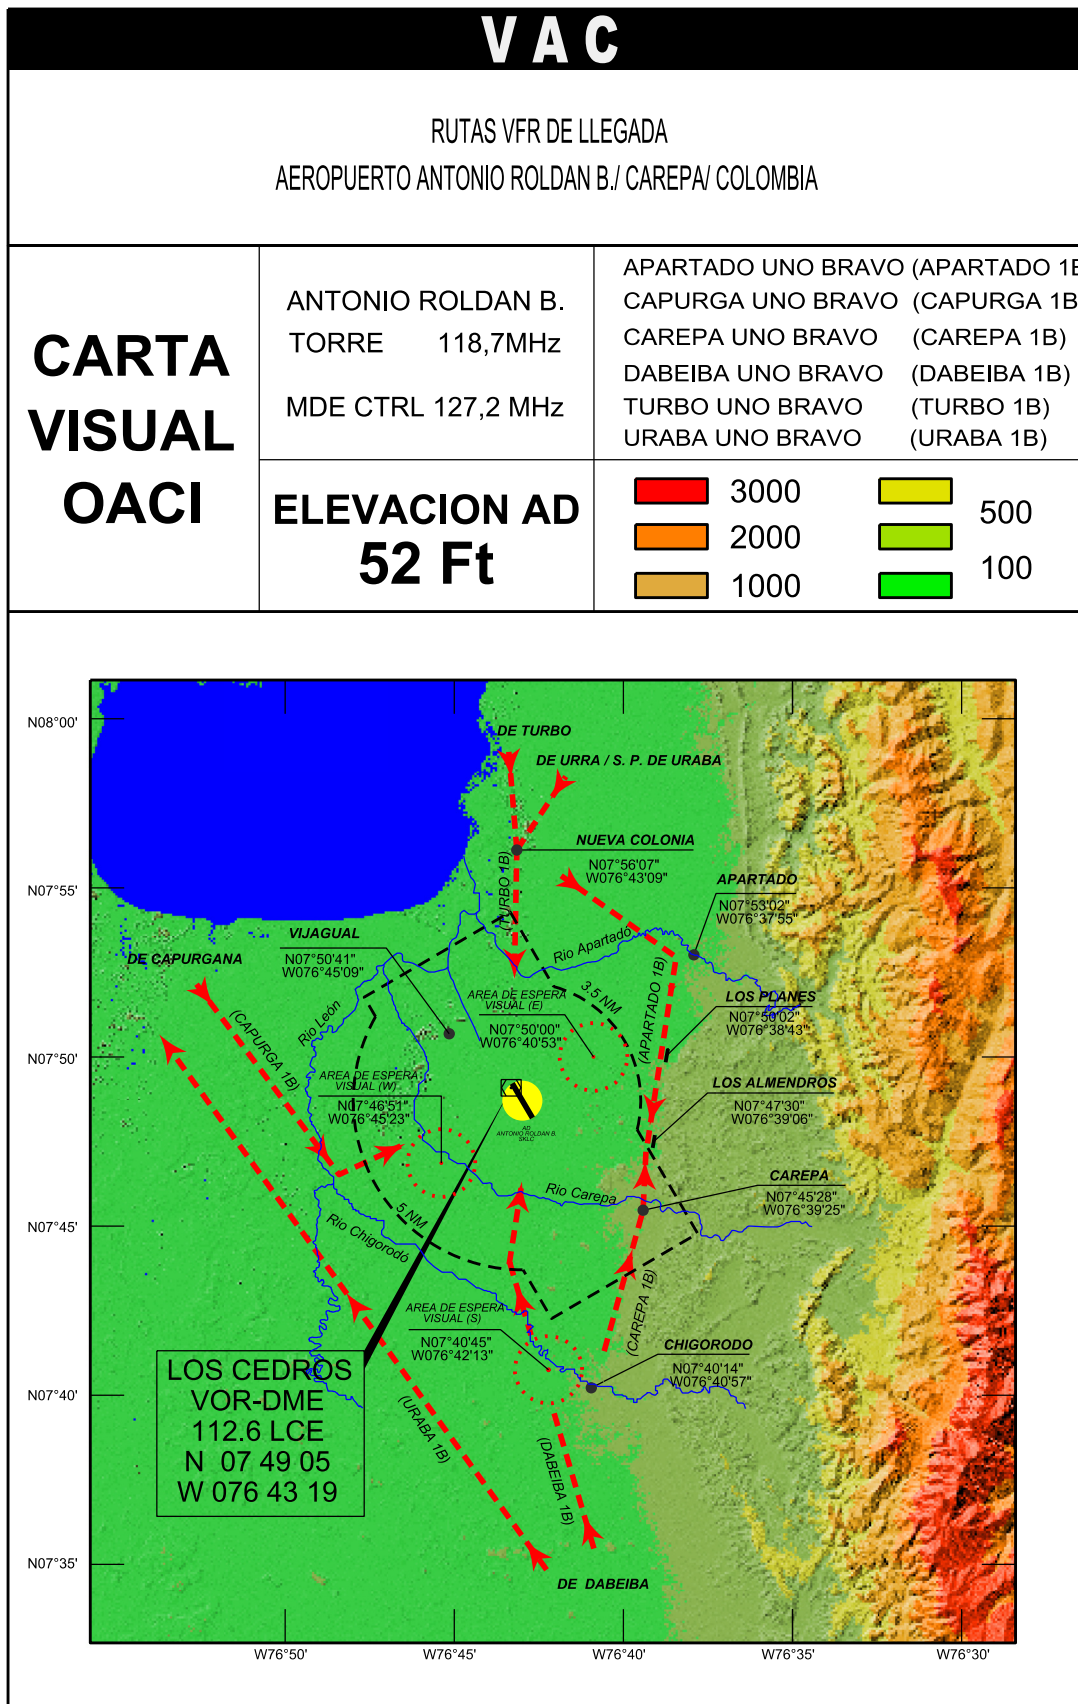 VAC
RUTAS VFR DE LLEGADA
AEROPUERTO ANTONIO ROLDAN B./ CAREPA/ COLOMBIA
CARTA
VISUAL
OACI
ANTONIO ROLDAN B.
TORRE 118,7MHz
MDE CTRL 127,2 MHz
ELEVACION AD
52 Ft
APARTADO UNO BRAVO (APARTADO 1B
CAPURGA UNO BRAVO (CAPURGA 1B
CAREPA UNO BRAVO (CAREPA 1B)
DABEIBA UNO BRAVO (DABEIBA 1B)
TURBO UNO BRAVO (TURBO 1B)
URABA UNO BRAVO (URABA 1B)
3000
2000
1000
500
100
N08°00'
N07°55'
N07°50'
N07°45'
N07°40'
N07°35'
W76°50'
W76°45'
W76°40'
W76°35'
W76°30'
DE TURBO
DE URRA / S. P. DE URABA
NUEVA COLONIA
N07°56'07"
W076°43'09"
(TURBO 1B)
APARTADO
N07°53'02"
W076°37'55"
Rio Apartadó
VIJAGUAL
N07°50'41"
W076°45'09"
DE CAPURGANA
(CAPURGA 1B)
Rio León
AREA DE ESPERA
VISUAL (E)
N07°50'00"
W076°40'53"
3.5 NM
(APARTADO 1B)
LOS PLANES
N07°50'02"
W076°38'43"
AREA DE ESPERA
VISUAL (W)
N07°46'51"
W076°45'23"
LOS ALMENDROS
N07°47'30"
W076°39'06"
AD
ANTONIO ROLDAN B.
SKLC
CAREPA
N07°45'28"
W076°39'25"
Rio Carepa
5 NM
Rio Chigorodó
(CAREPA 1B)
AREA DE ESPERA
VISUAL (S)
N07°40'45"
W076°42'13"
CHIGORODO
N07°40'14"
W076°40'57"
LOS CEDROS
VOR-DME
112.6 LCE
N 07 49 05
W 076 43 19
(URABA 1B)
(DABEIBA 1B)
DE DABEIBA